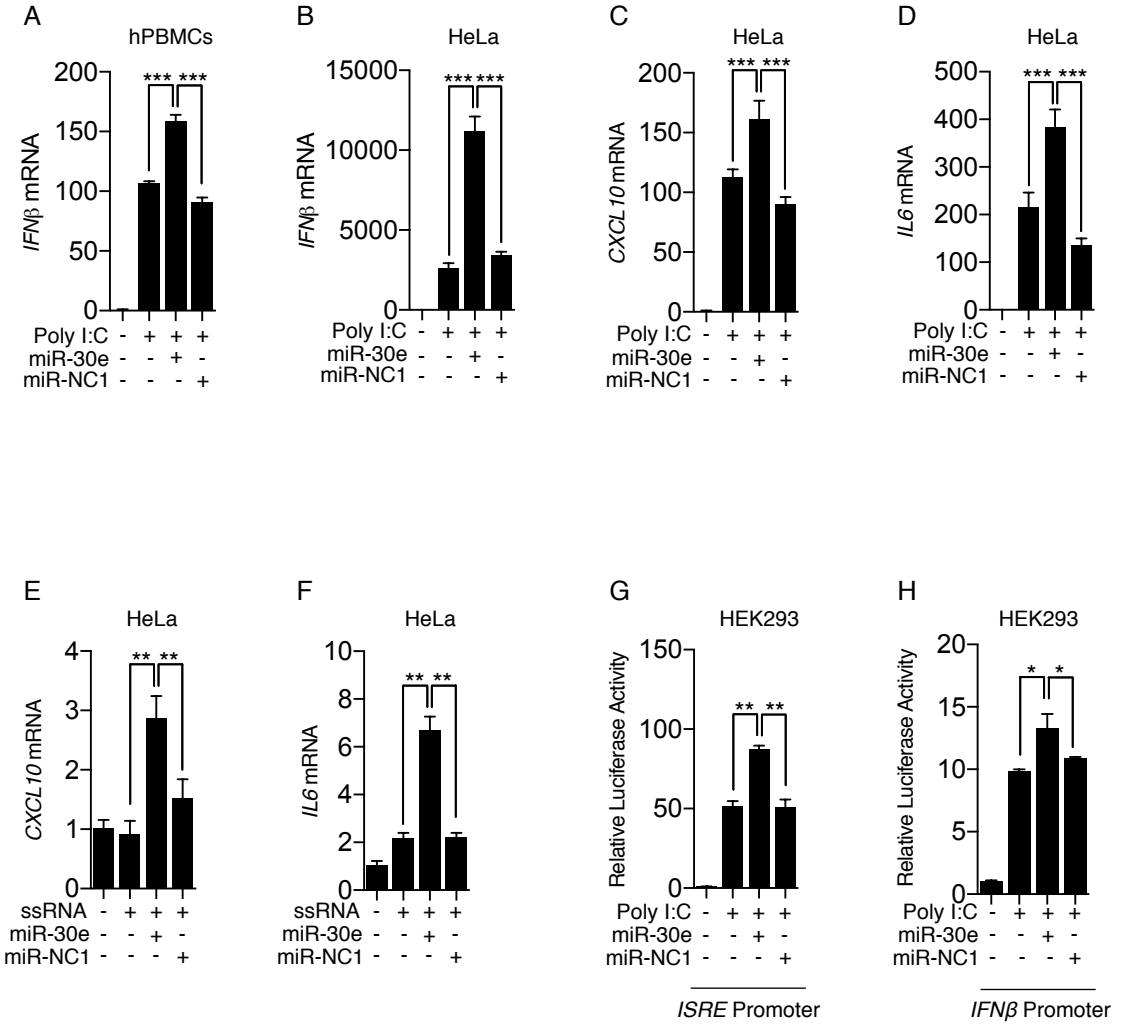 A
hPBMCs
*** ***
200
150
100
50
0
IFNβ mRNA
Poly I:C - + + +
miR-30e - - + -
miR-NC1 - - - +
B
HeLa
*** ***
15000
10000
5000
0
IFNβ mRNA
Poly I:C - + + +
miR-30e - - + -
miR-NC1 - - - +
C
HeLa
*** ***
200
150
100
50
0
CXCL10 mRNA
Poly I:C - + + +
miR-30e - - + -
miR-NC1 - - - +
D
HeLa
*** ***
500
400
300
200
100
0
IL6 mRNA
Poly I:C - + + +
miR-30e - - + -
miR-NC1 - - - +
E
HeLa
** **
4
3
2
1
0
CXCL10 mRNA
ssRNA - + + +
miR-30e - - + -
miR-NC1 - - - +
F
HeLa
** **
10
8
6
4
2
0
IL6 mRNA
ssRNA - + + +
miR-30e - - + -
miR-NC1 - - - +
G
HEK293
** **
150
100
50
0
Relative Luciferase Activity
Poly I:C - + + +
miR-30e - - + -
miR-NC1 - - - +
ISRE Promoter
H
HEK293
* *
20
15
10
5
0
Relative Luciferase Activity
Poly I:C - + + +
miR-30e - - + -
miR-NC1 - - - +
IFNβ Promoter